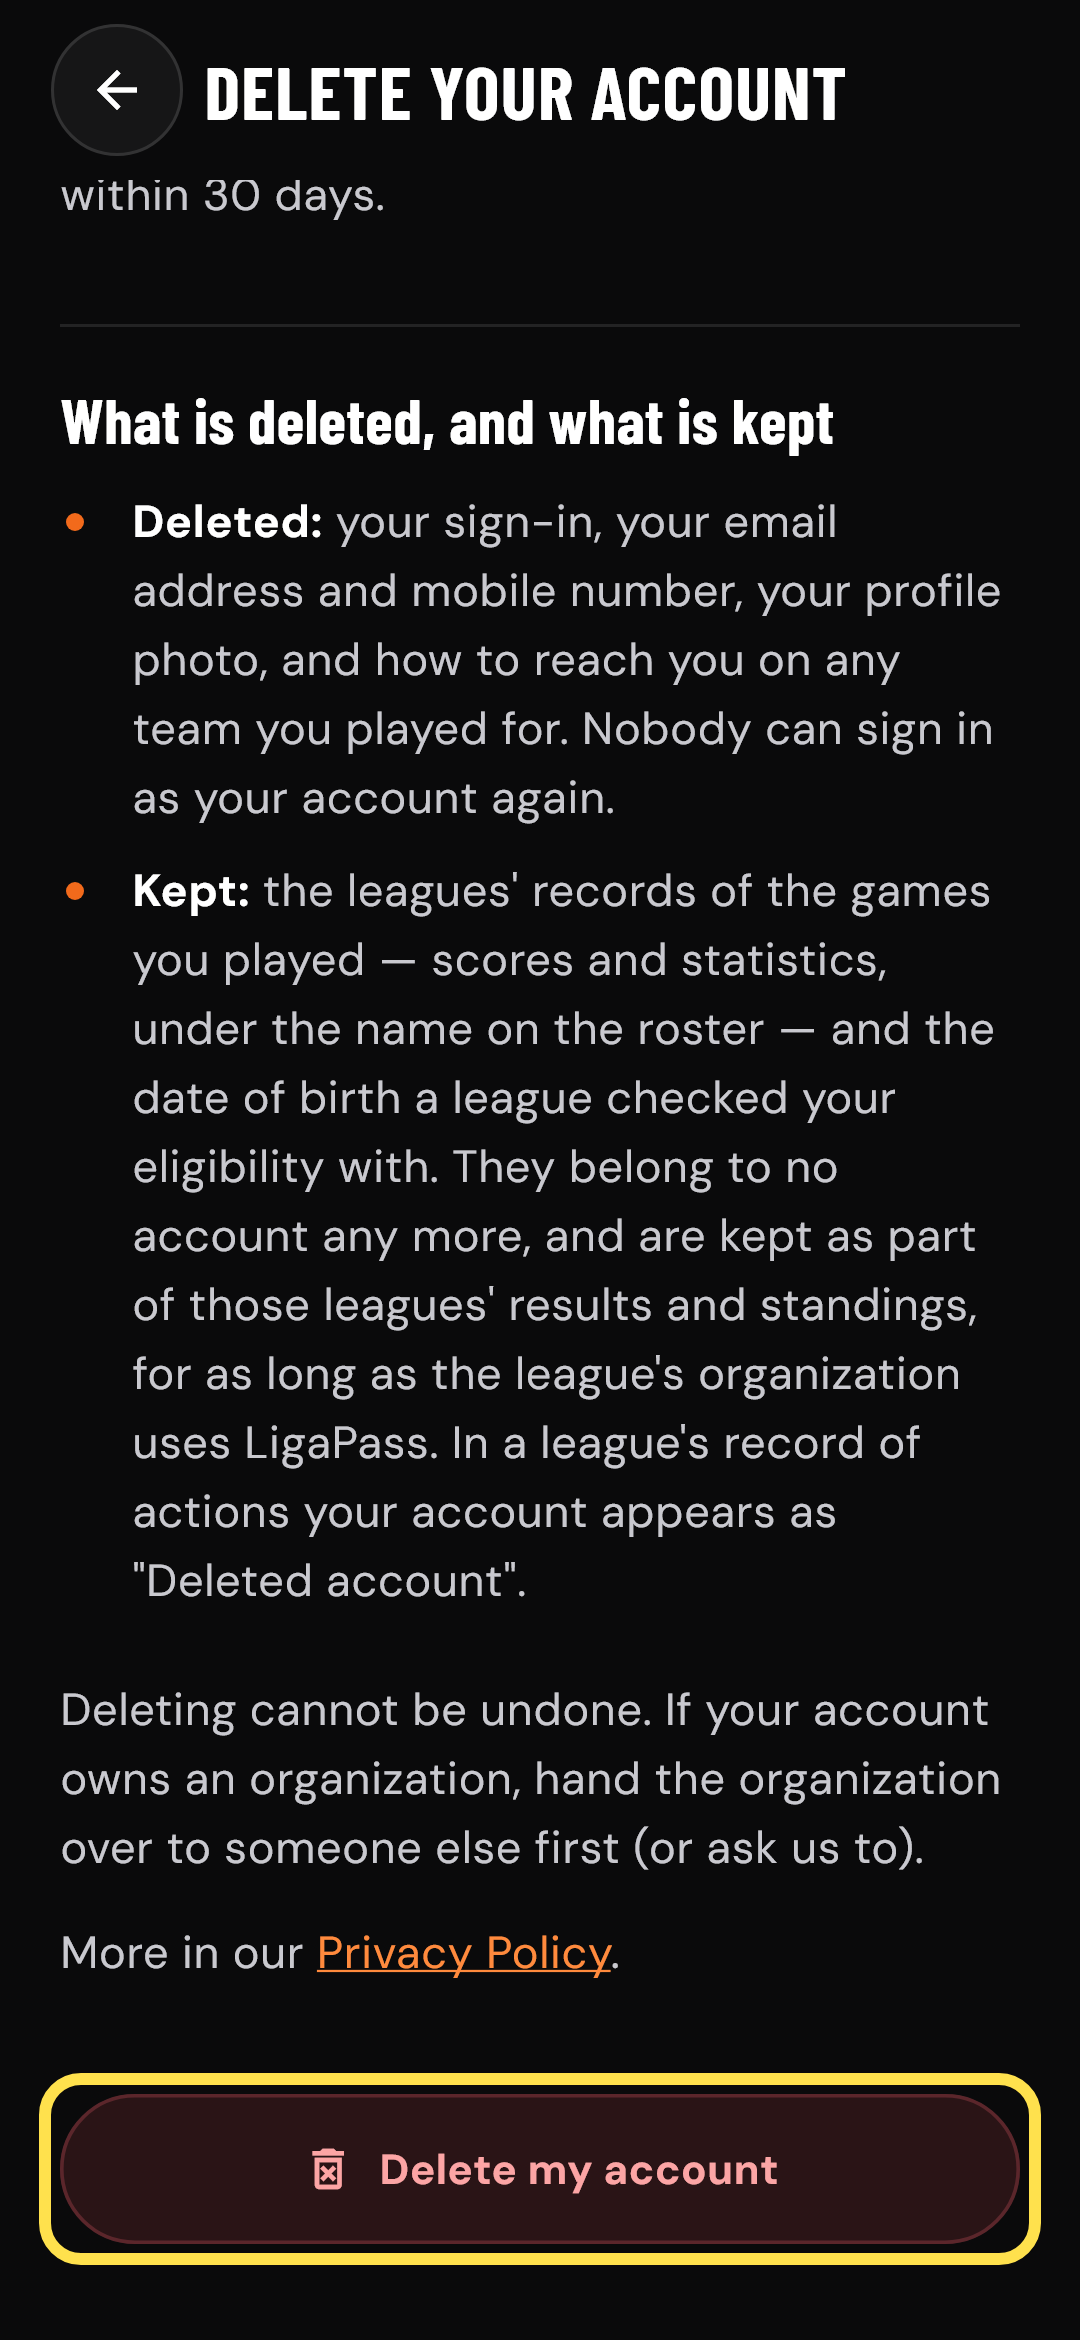 DELETE YOUR ACCOUNT
within 30 days.
What is deleted, and what is kept
Deleted: your sign-in, your email
address and mobile number, your profile
photo, and how to reach you on any
team you played for. Nobody can sign in
as your account again.
Kept: the leagues' records of the games
you played — scores and statistics,
under the name on the roster — and the
date of birth a league checked your
eligibility with. They belong to no
account any more, and are kept as part
of those leagues' results and standings,
for as long as the league's organization
uses LigaPass. In a league's record of
actions your account appears as
"Deleted account".
Deleting cannot be undone. If your account
owns an organization, hand the organization
over to someone else first (or ask us to).
More in our Privacy Policy.
Delete my account